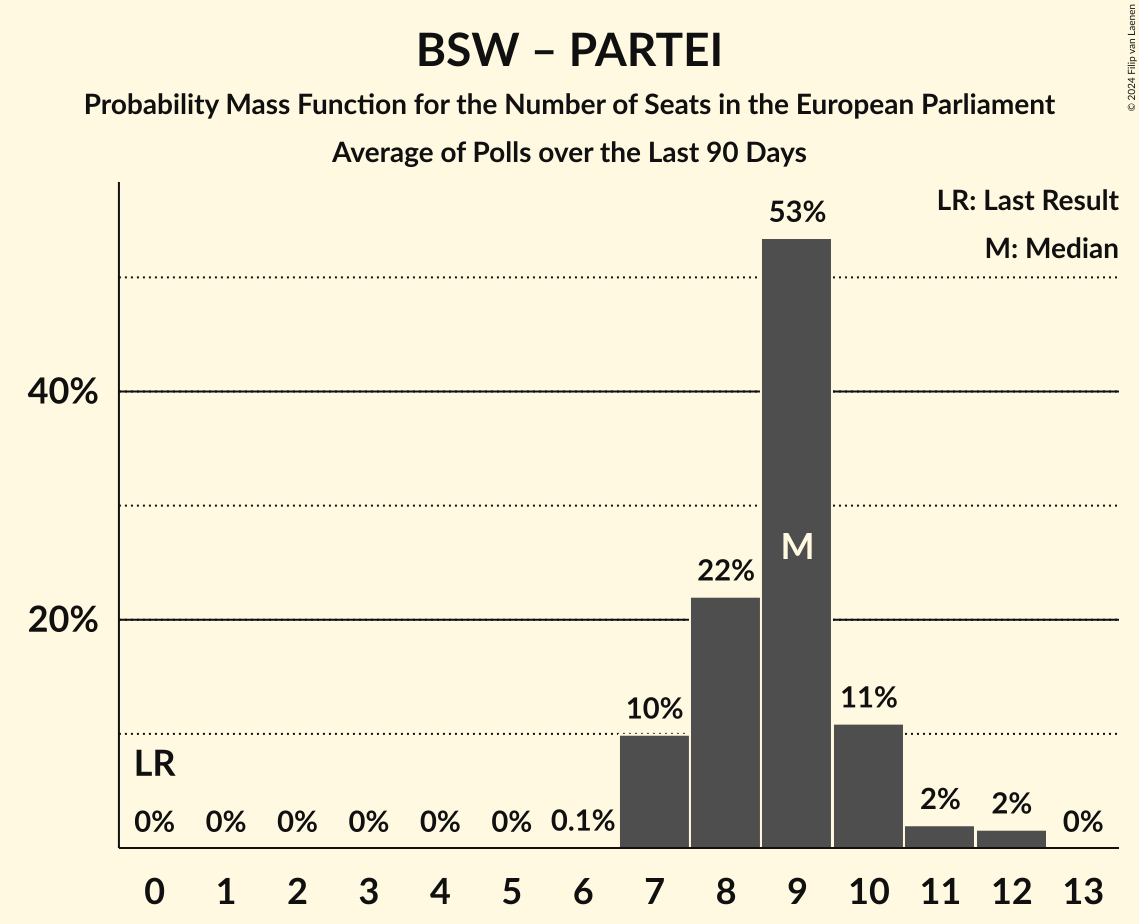 BSW – PARTEI
Probability Mass Function for the Number of Seats in the European Parliament
Average of Polls over the Last 90 Days
© 2024 Filip van Laenen
LR: Last Result
M: Median
53%
40%
M
22%
20%
11%
10%
LR
2%
2%
0%
0%
0%
0%
0%
0%
0.1%
0%
0 1 2 3 4 5 6 7 8 9 10 11 12 13